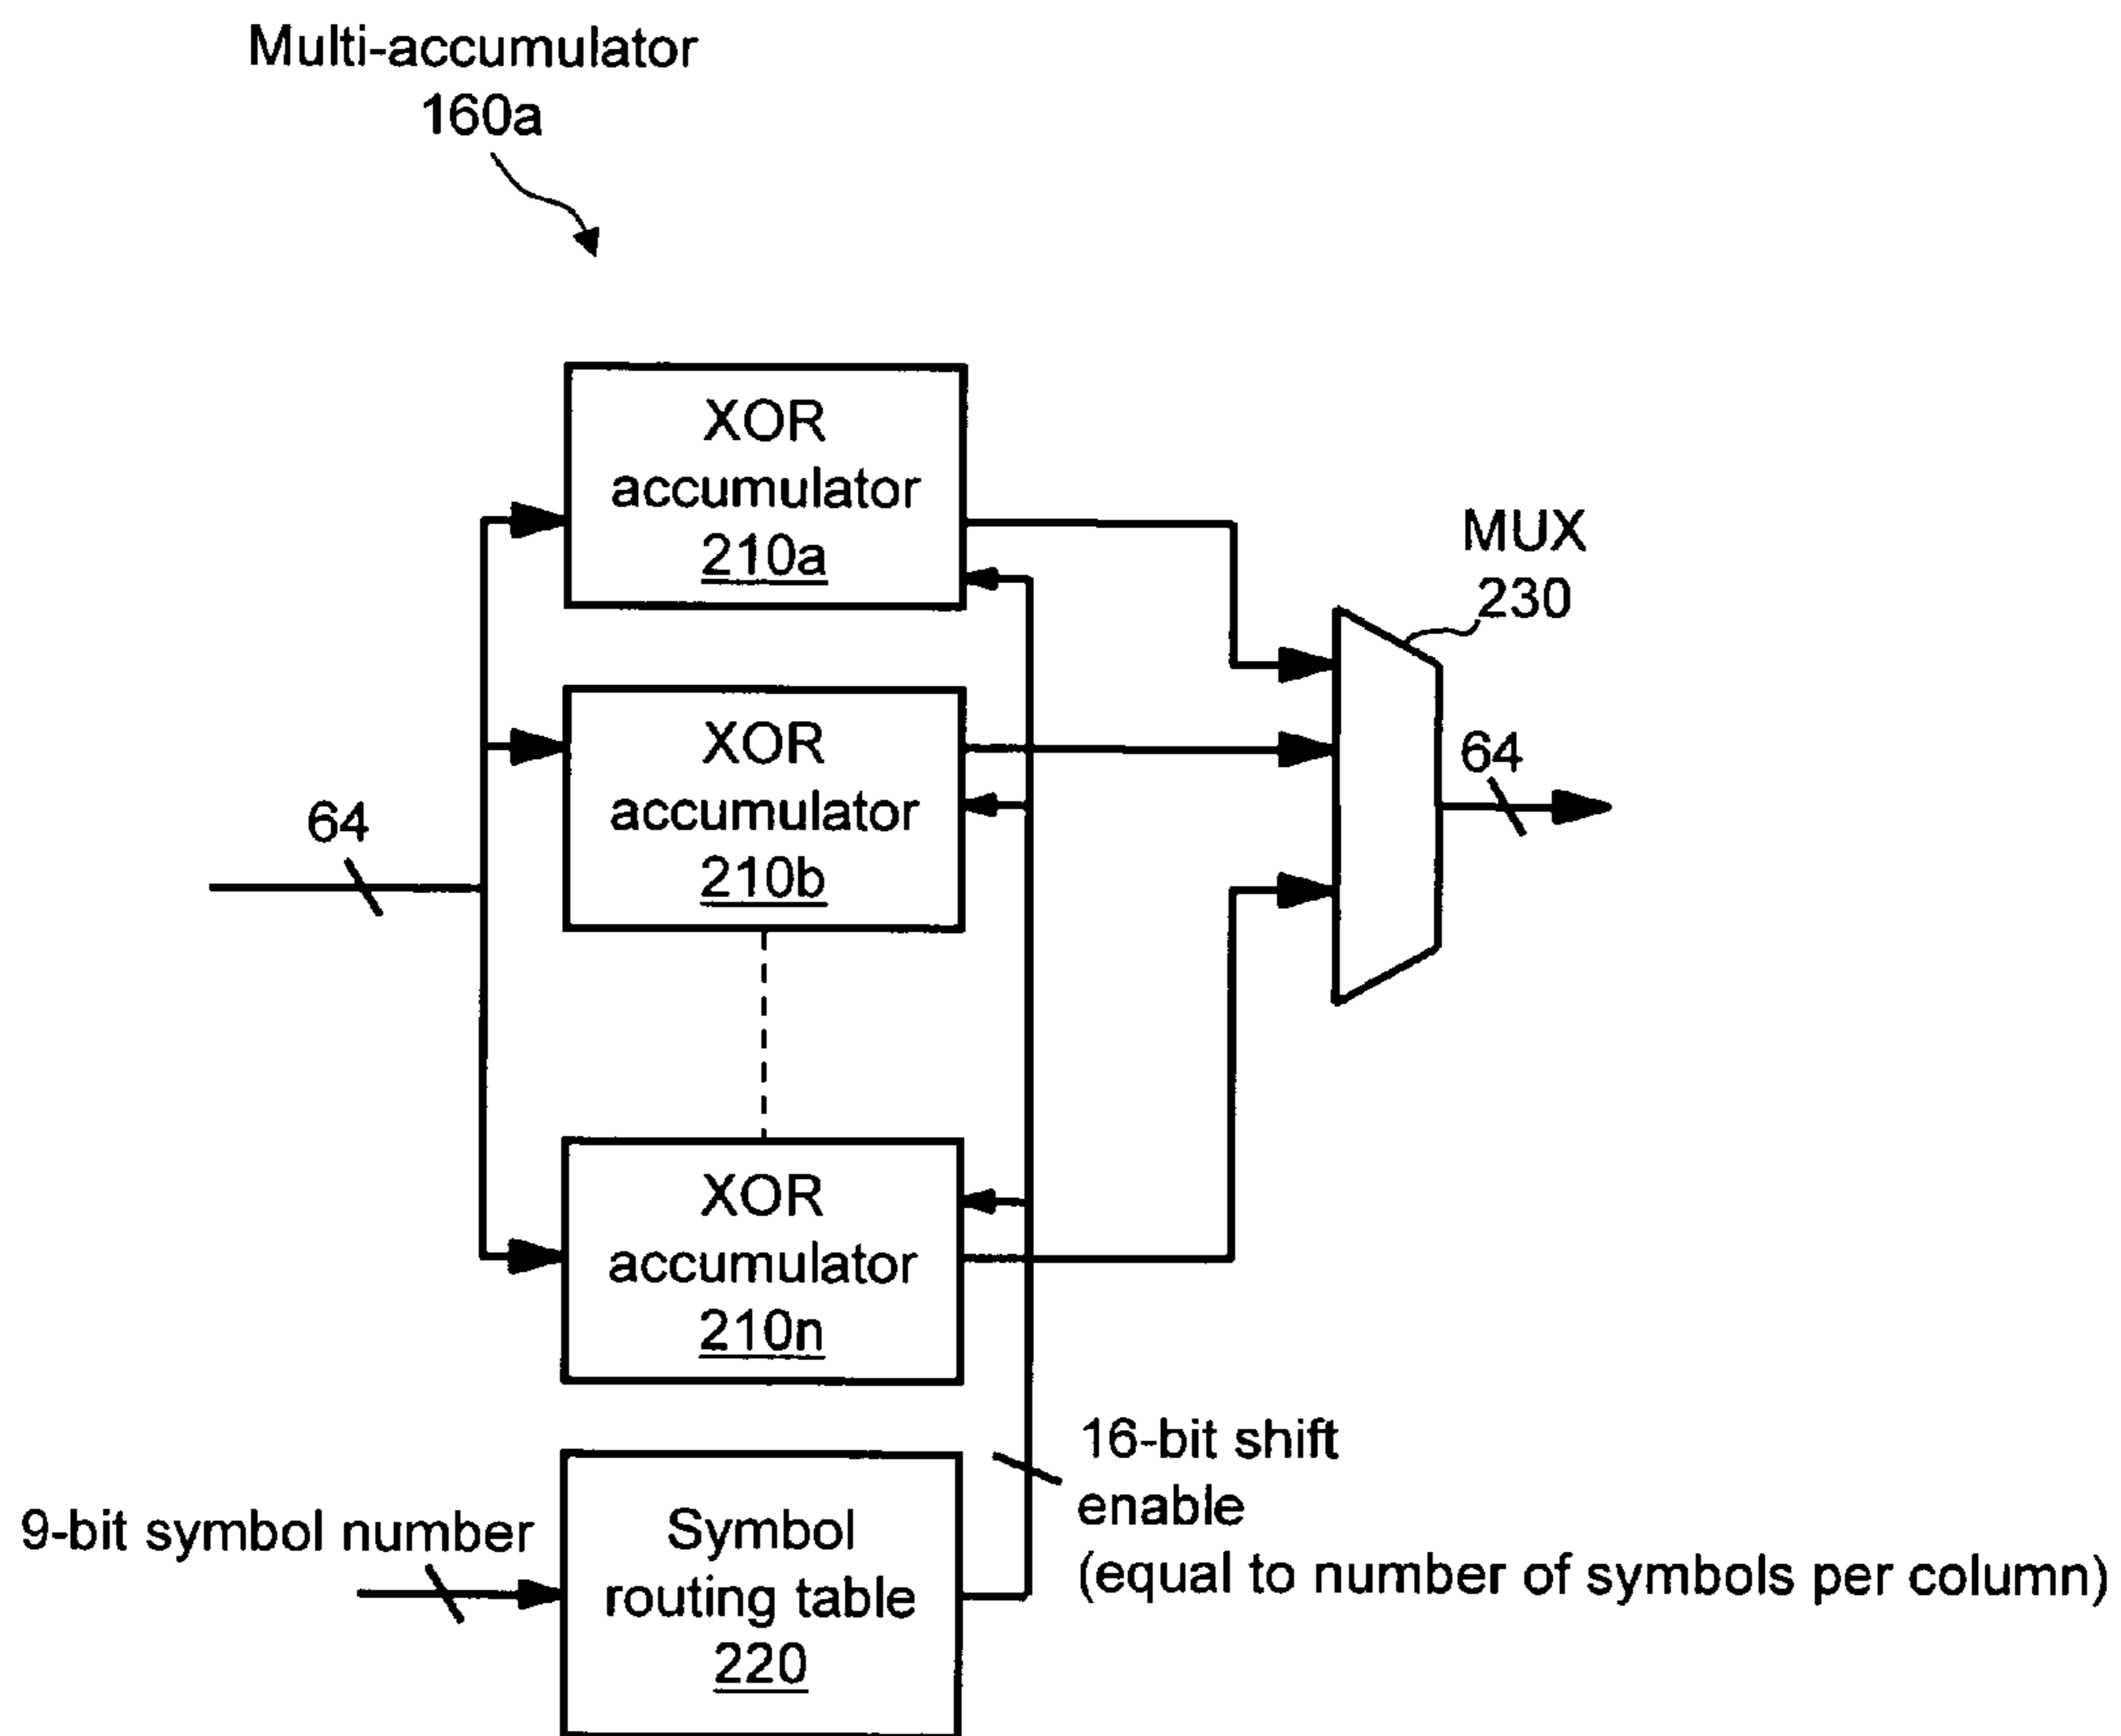 Multi-accumulator
160a
XOR
accumulator
210a
MUX
230
XOR
accumulator
210b
64
64
XOR
accumulator
210n
16-bit shift
enable
(equal to number of symbols per column)
9-bit symbol number
Symbol
routing table
220